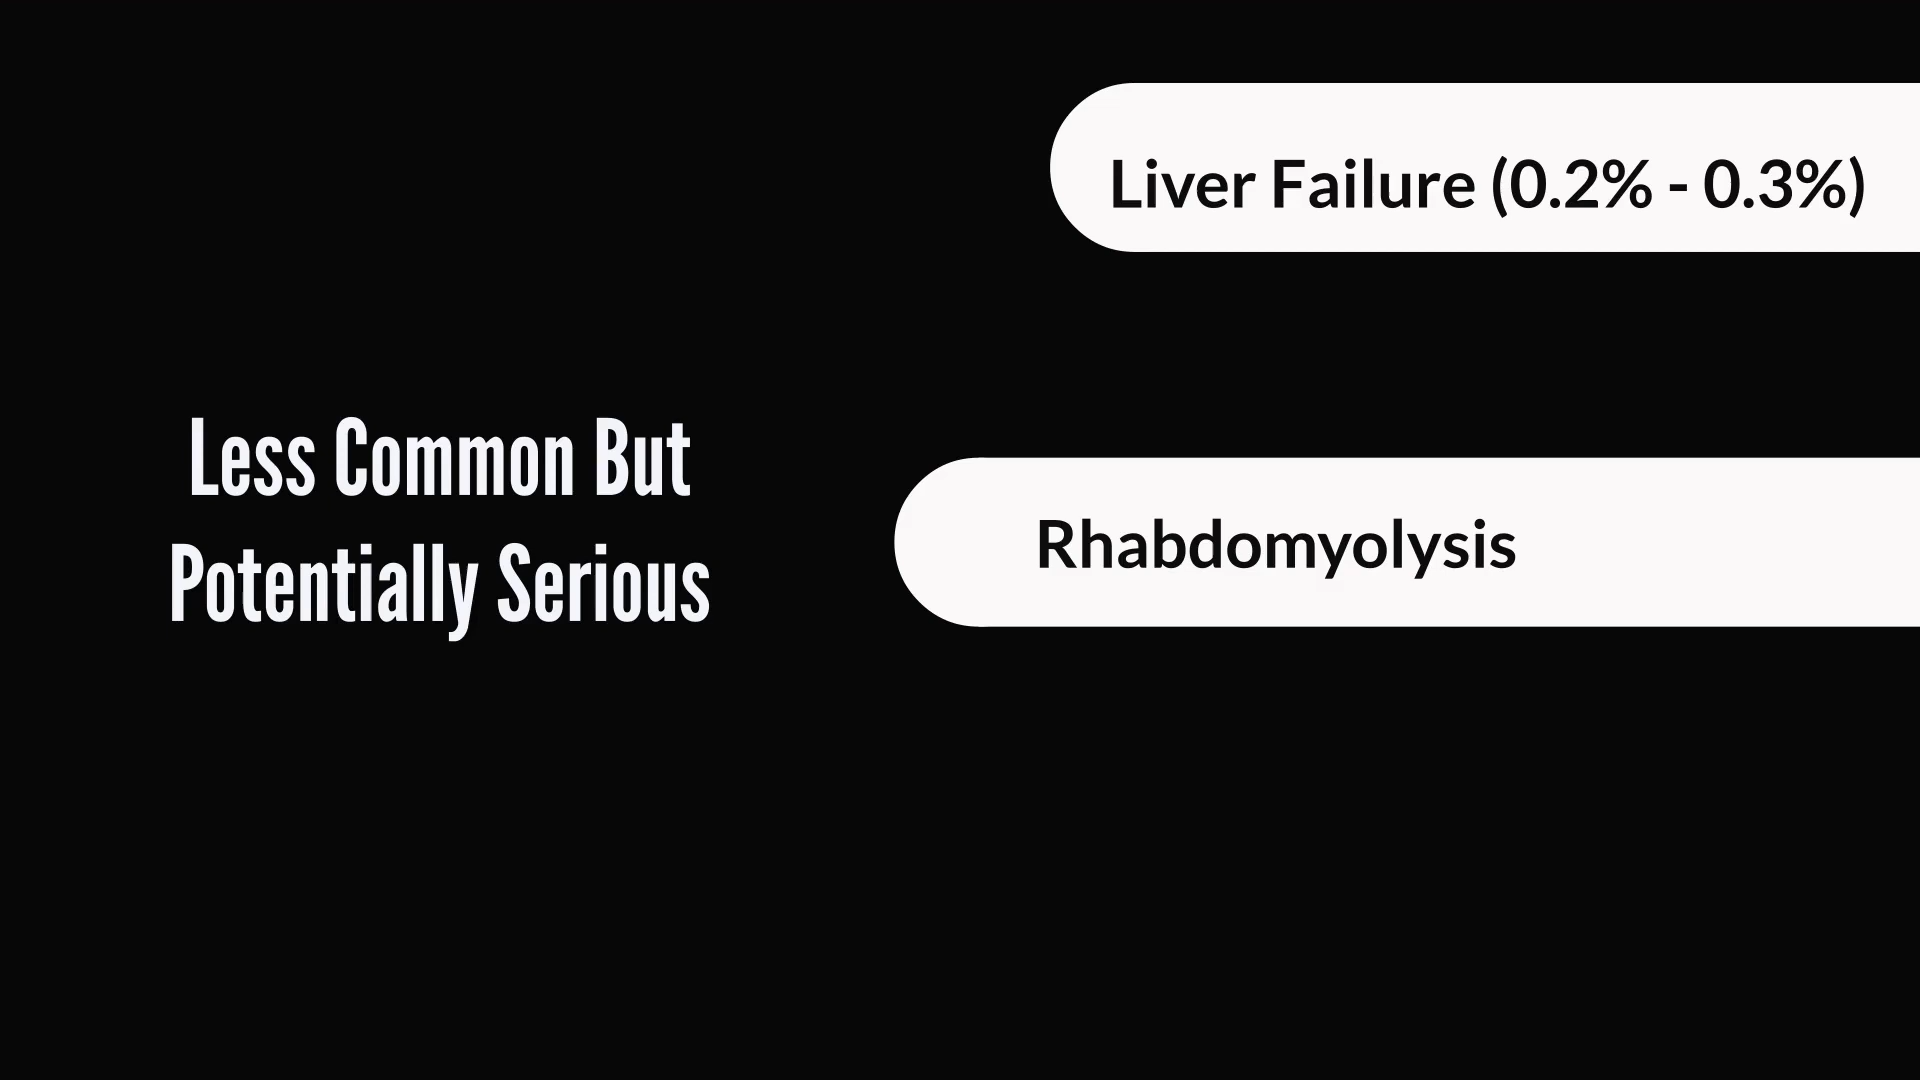 Less Common But
Potentially Serious
Liver Failure (0.2% - 0.3%)
Rhabdomyolysis